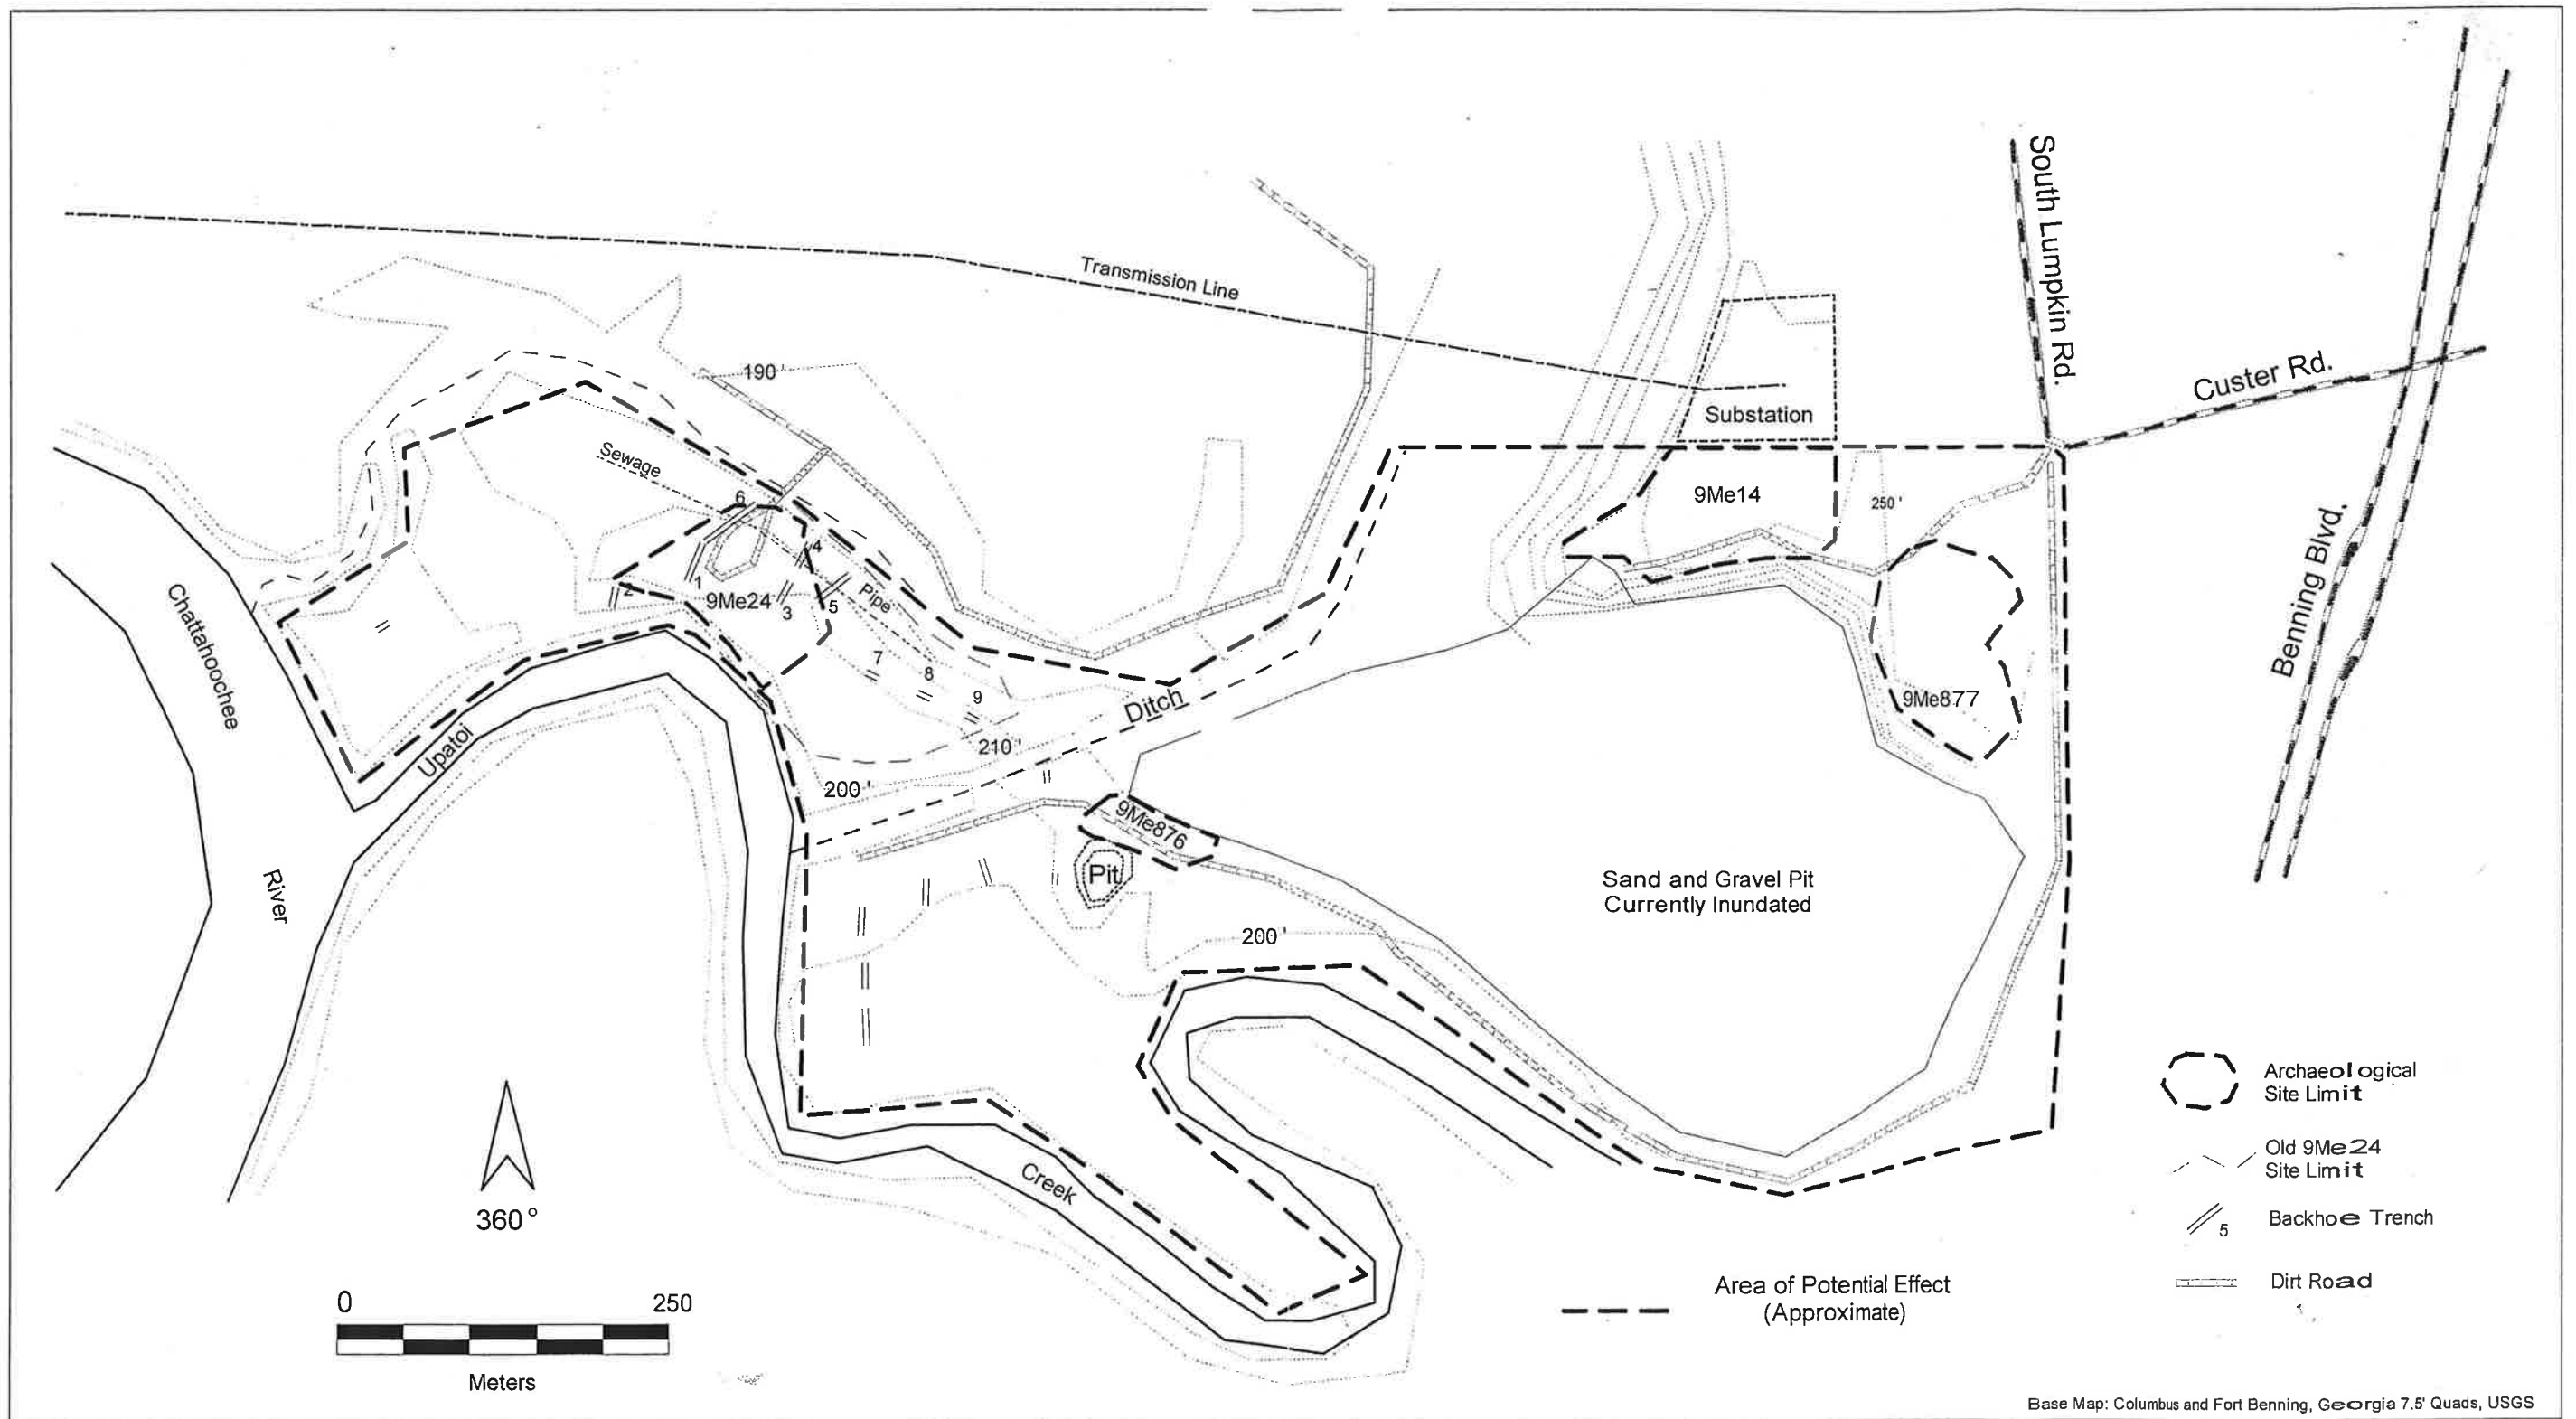 South Lumpkin Rd.
Transmission Line
Custer Rd.
190'
Substation
Sewage
9Me14
250'
6
4
Benning Blvd.
1
2
9Me24
3
5
Pipe
Chattahoochee
7
8
9
9Me877
Ditch
210'
Upatoi
200'
9Me876
Pit
River
Sand and Gravel Pit
Currently Inundated
200'
Creek
360°
0 250
Meters
Archaeological
Site Limit
Old 9Me24
Site Limit
5
Backhoe Trench
Dirt Road
Area of Potential Effect
(Approximate)
Base Map: Columbus and Fort Benning, Georgia 7.5' Quads, USGS